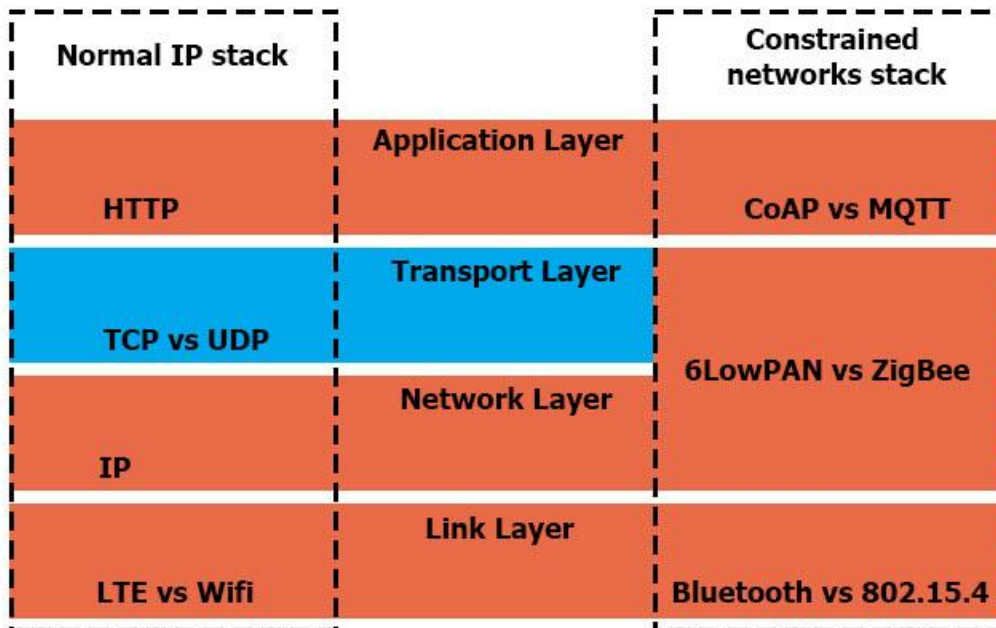 Normal IP stack
Constrained
networks stack
Application Layer
HTTP
CoAP vs MQTT
Transport Layer
TCP vs UDP
6LowPAN vs ZigBee
Network Layer
IP
Link Layer
LTE vs Wifi
Bluetooth vs 802.15.4